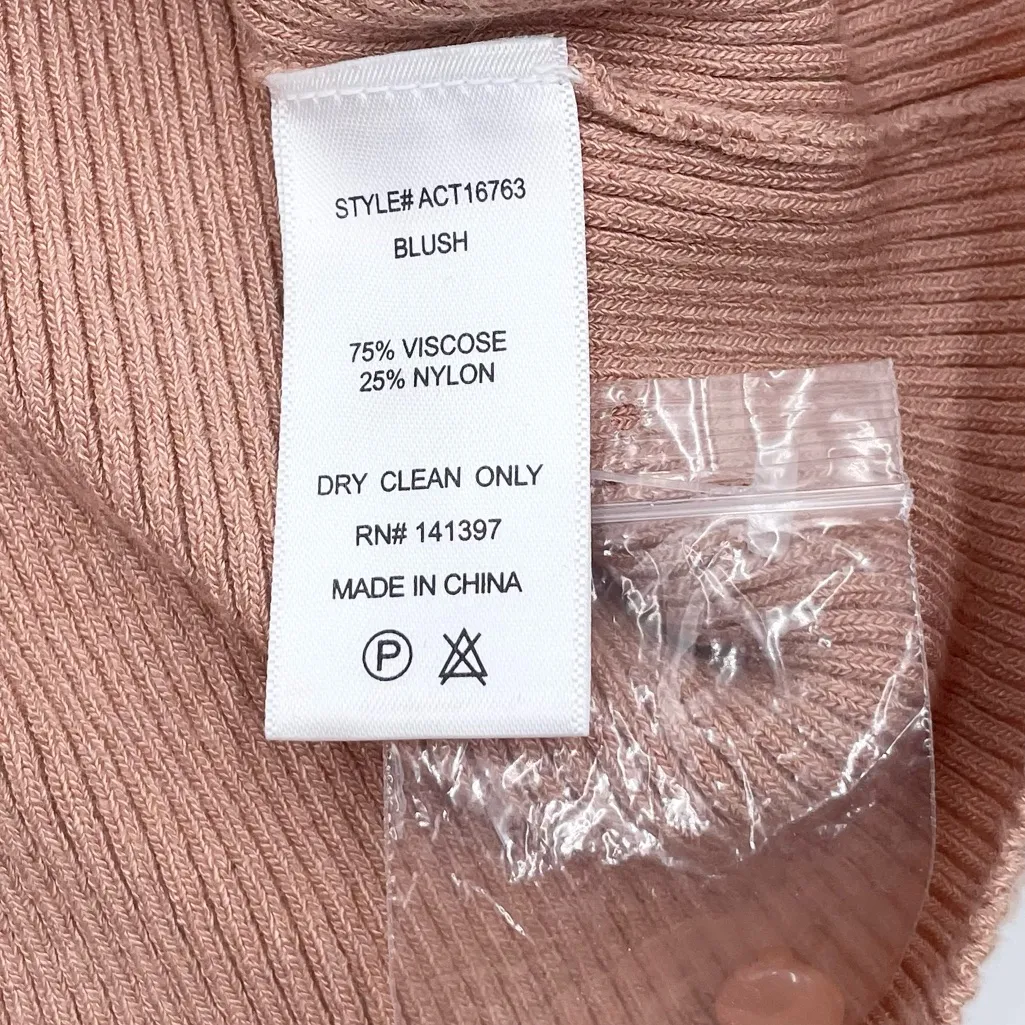 STYLE# ACT16763
BLUSH
75% VISCOSE
25% NYLON
DRY CLEAN ONLY
RN# 141397
MADE IN CHINA
P